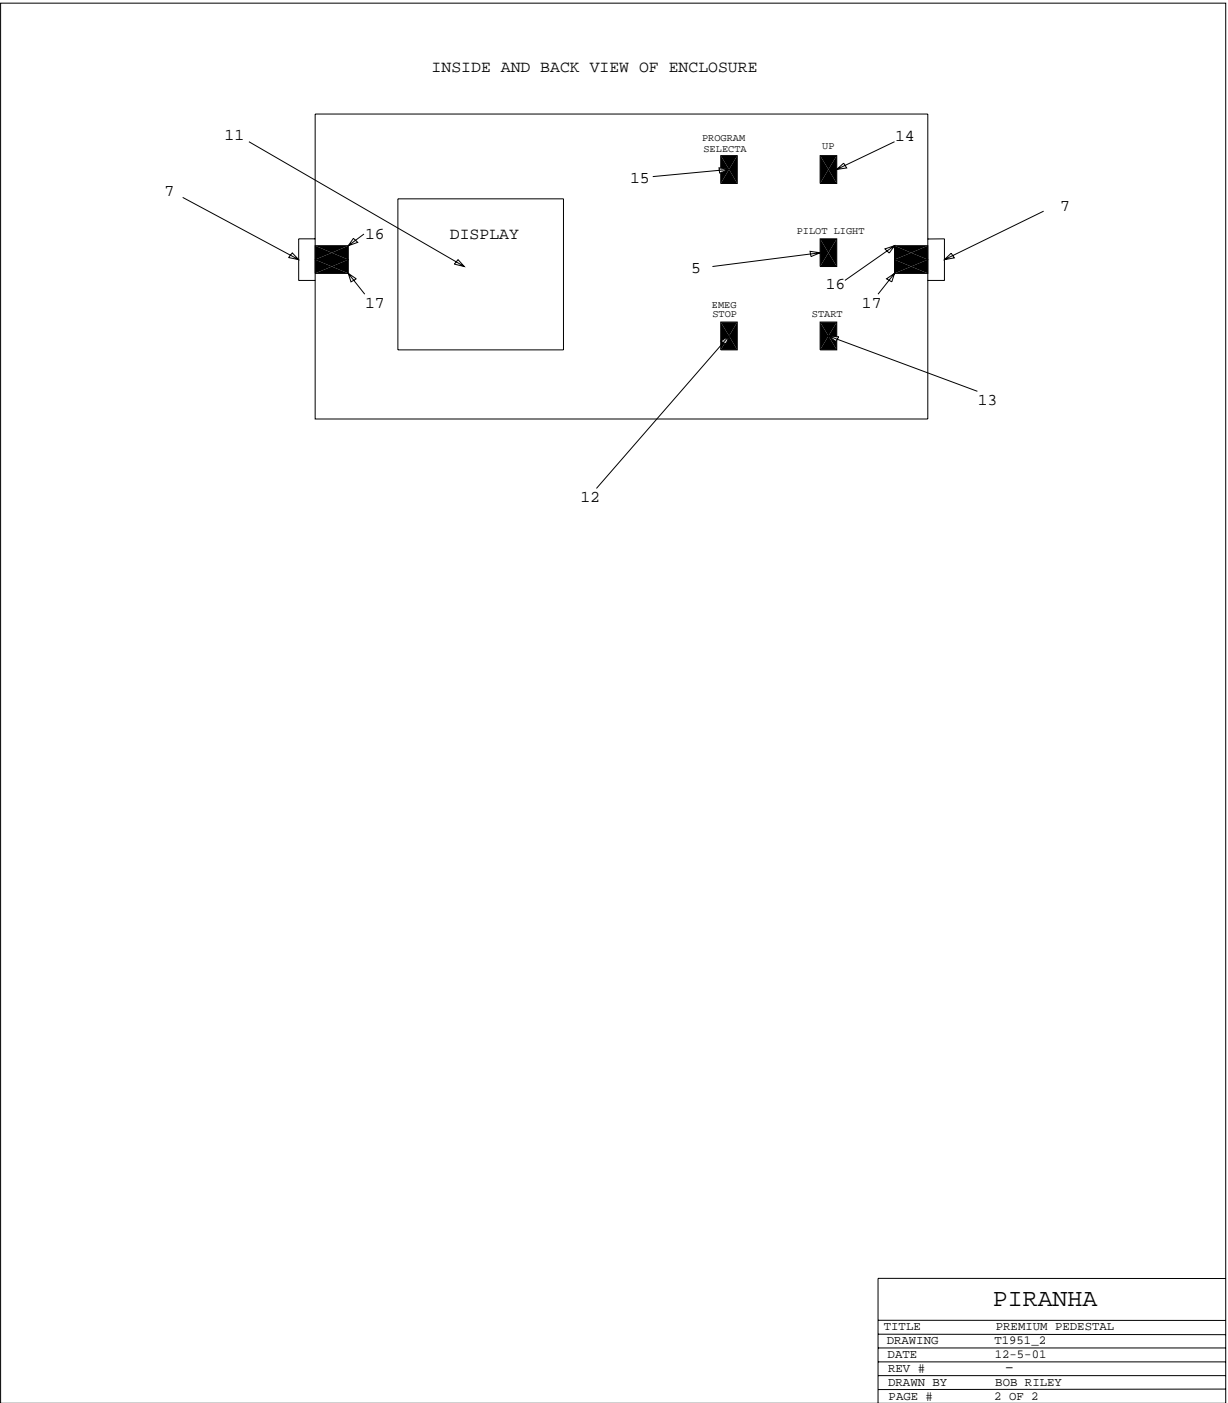 INSIDE AND BACK VIEW OF ENCLOSURE
11
PROGRAM
SELECTA
UP
14
15
7
7
16
DISPLAY
PILOT LIGHT
5
16
17
17
EMEG
STOP
START
13
12
PIRANHA
TITLE PREMIUM PEDESTAL
DRAWING T1951_2
DATE 12-5-01
REV # -
DRAWN BY BOB RILEY
PAGE # 2 OF 2